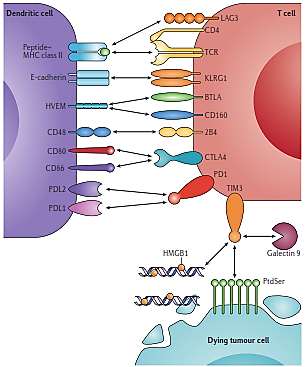 Dendritic cell
T cell
LAG3
CD4
Peptide–
MHC class II
TCR
E-cadherin
KLRG1
BTLA
HVEM
CD160
CD48
2B4
CD80
CTLA4
CD86
PD1
PDL2
TIM3
PDL1
HMGB1
Galectin 9
PtdSer
Dying tumour cell